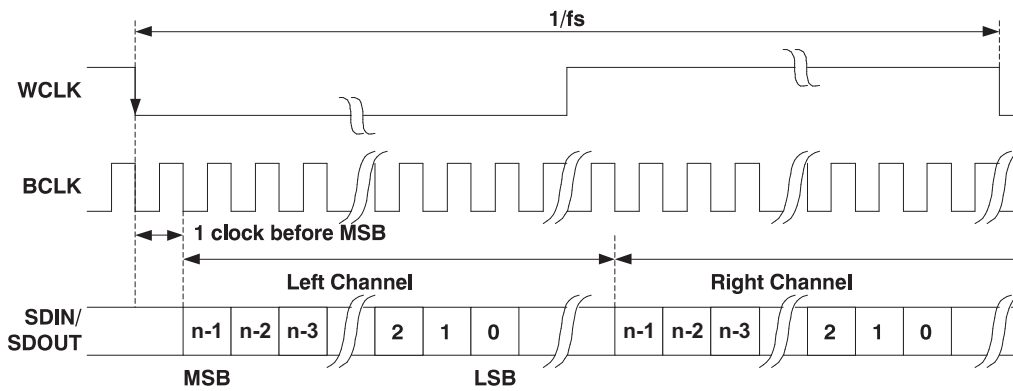 1/fs
WCLK
BCLK
1 clock before MSB
Left Channel
Right Channel
SDIN/
SDOUT
n-1 n-2 n-3 2 1 0 n-1 n-2 n-3 2 1 0
MSB LSB